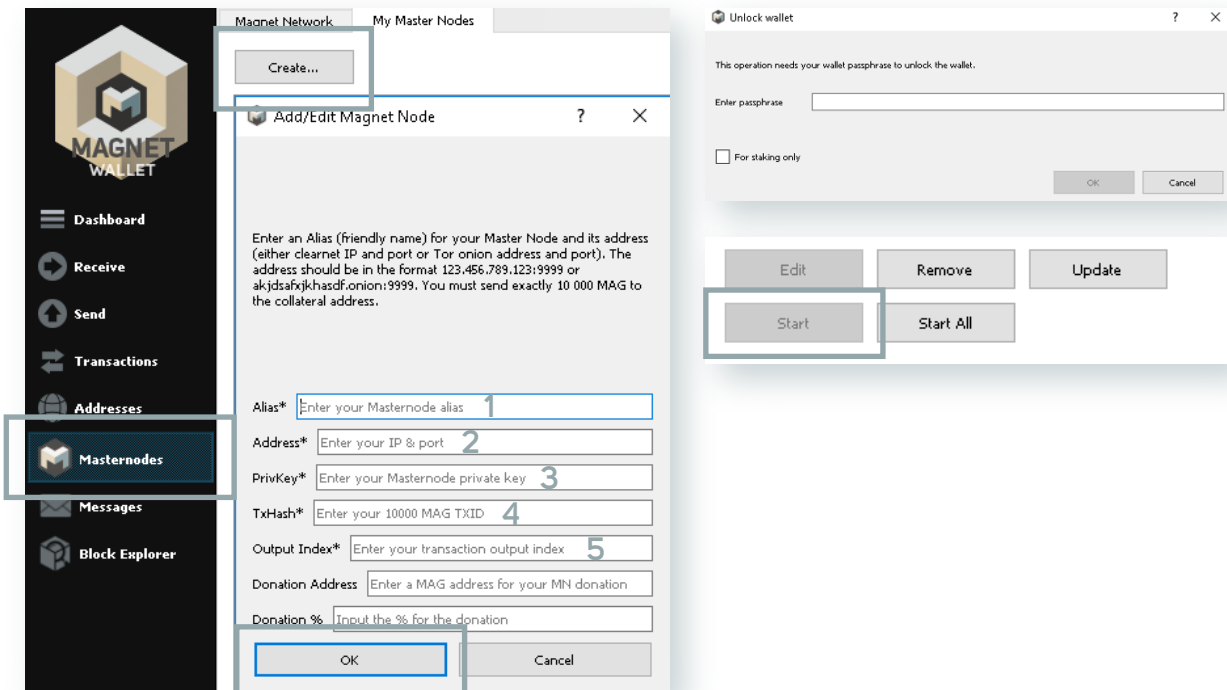 MAGNET
WALLET
Dashboard
Receive
Send
Transactions
Addresses
Masternodes
Messages
Block Explorer
Magnet Network
My Master Nodes
Create...
Add/Edit Magnet Node
?
Enter an Alias (friendly name) for your Master Node and its address
(either clearnet IP and port or Tor onion address and port). The
address should be in the format 123.456.789.123:9999 or
akjdsafxjkhasdf.onion:9999. You must send exactly 10 000 MAG to
the collateral address.
Alias* Enter your Masternode alias 1
Address* Enter your IP & port 2
PrivKey* Enter your Masternode private key 3
TxHash* Enter your 10000 MAG TXID 4
Output Index* Enter your transaction output index 5
Donation Address Enter a MAG address for your MN donation
Donation % Input the % for the donation
OK
Cancel
Unlock wallet
?
This operation needs your wallet passphrase to unlock the wallet.
Enter passphrase
For staking only
OK
Cancel
Edit
Remove
Update
Start
Start All